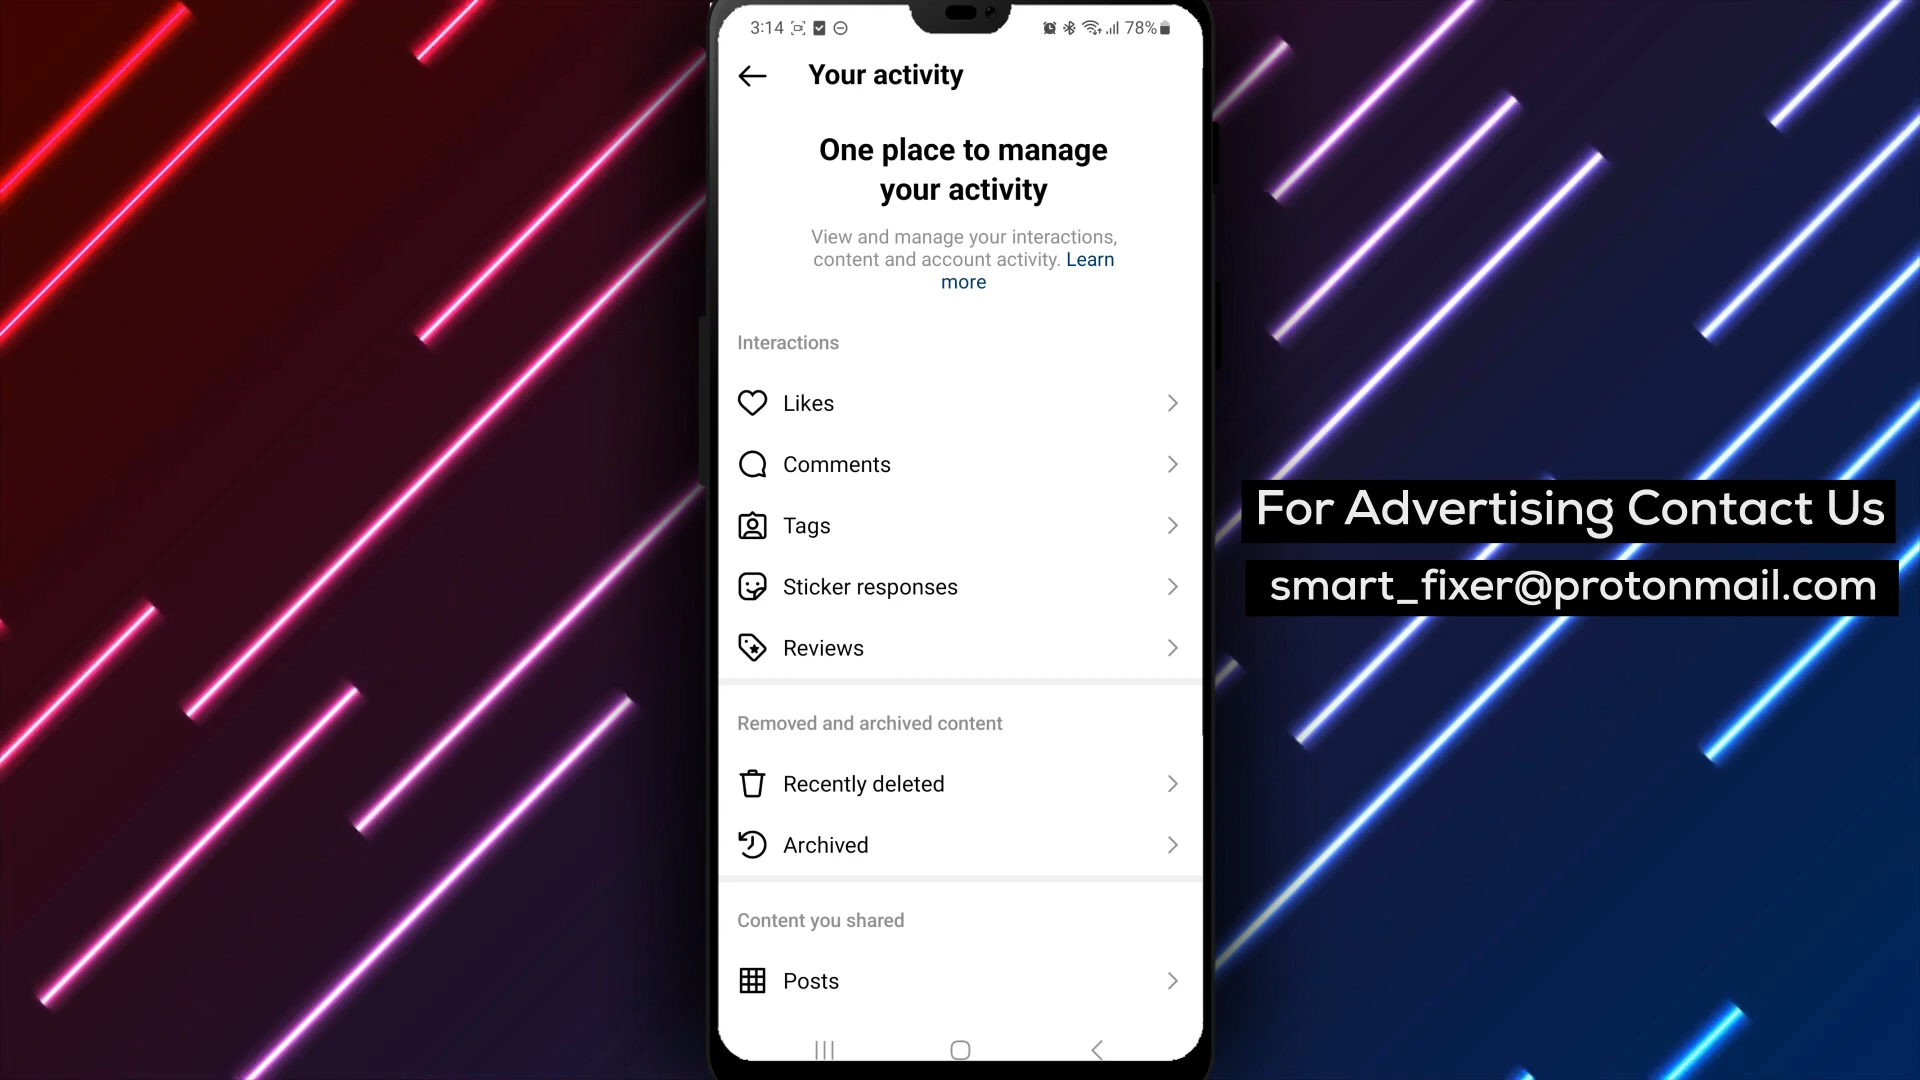 3:14
78%
Your activity
One place to manage
your activity
View and manage your interactions,
content and account activity. Learn
more
Interactions
Likes
Comments
Tags
Sticker responses
Reviews
Removed and archived content
Recently deleted
Archived
Content you shared
Posts
For Advertising Contact Us
smart_fixer@protonmail.com